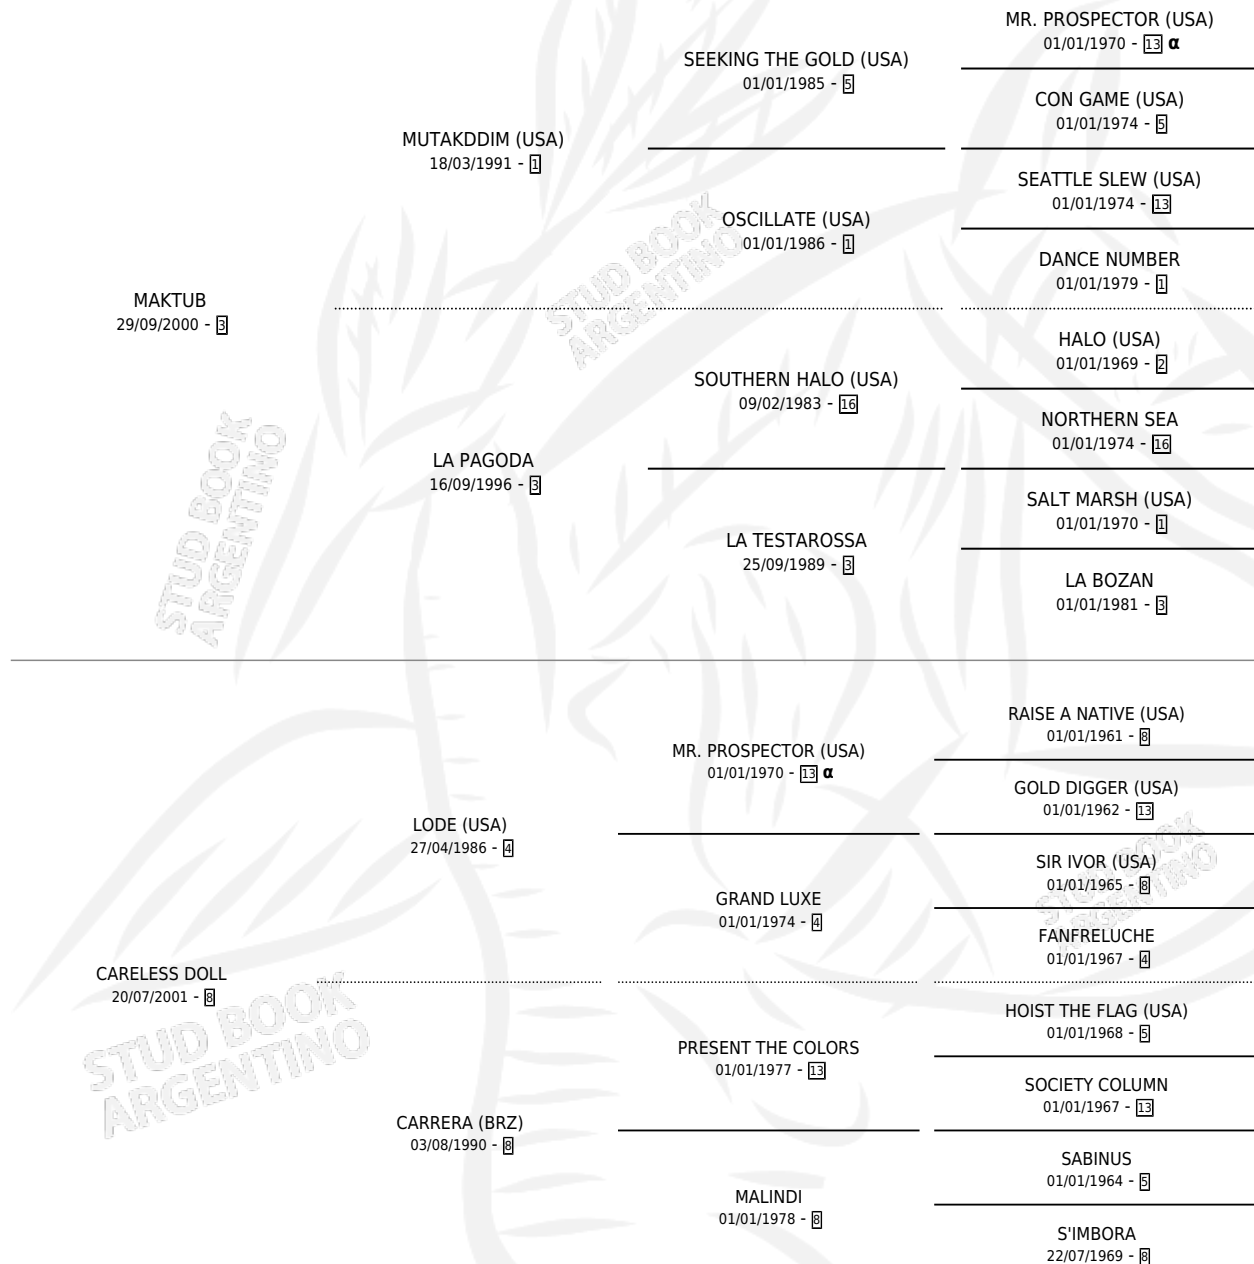 MR. PROSPECTOR (USA)
01/01/1970 - 13 α
SEEKING THE GOLD (USA)
01/01/1985 - 5
CON GAME (USA)
01/01/1974 - 5
MUTAKDDIM (USA)
18/03/1991 - 1
SEATTLE SLEW (USA)
01/01/1974 - 13
OSCILLATE (USA)
01/01/1986 - 1
DANCE NUMBER
01/01/1979 - 1
MAKTUB
29/09/2000 - 3
HALO (USA)
01/01/1969 - 2
SOUTHERN HALO (USA)
09/02/1983 - 16
NORTHERN SEA
01/01/1974 - 16
LA PAGODA
16/09/1996 - 3
SALT MARSH (USA)
01/01/1970 - 1
LA TESTAROSSA
25/09/1989 - 3
LA BOZAN
01/01/1981 - 3
RAISE A NATIVE (USA)
01/01/1961 - 8
MR. PROSPECTOR (USA)
01/01/1970 - 13 α
GOLD DIGGER (USA)
01/01/1962 - 13
LODE (USA)
27/04/1986 - 4
SIR IVOR (USA)
01/01/1965 - 8
GRAND LUXE
01/01/1974 - 4
FANFRELUCHE
01/01/1967 - 4
CARELESS DOLL
20/07/2001 - 8
HOIST THE FLAG (USA)
01/01/1968 - 5
PRESENT THE COLORS
01/01/1977 - 13
SOCIETY COLUMN
01/01/1967 - 13
CARRERA (BRZ)
03/08/1990 - 8
SABINUS
01/01/1964 - 5
MALINDI
01/01/1978 - 8
S'IMBORA
22/07/1969 - 8
STUD BOOK
ARGENTINO
STUD BOOK
ARGENTINO
STUD BOOK
ARGENTINO
STUD BOOK
ARGENTINO